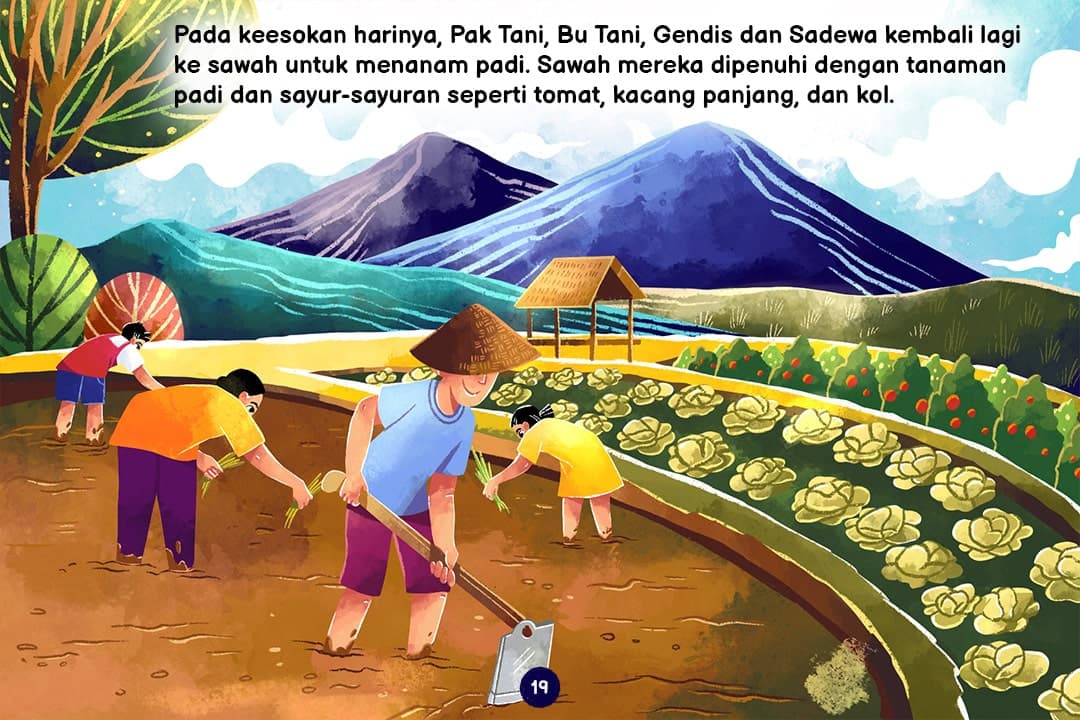 Pada keesokan harinya, Pak Tani, Bu Tani, Gendis dan Sadewa kembali lagi
ke sawah untuk menanam padi. Sawah mereka dipenuhi dengan tanaman
padi dan sayur-sayuran seperti tomat, kacang panjang, dan kol.
19